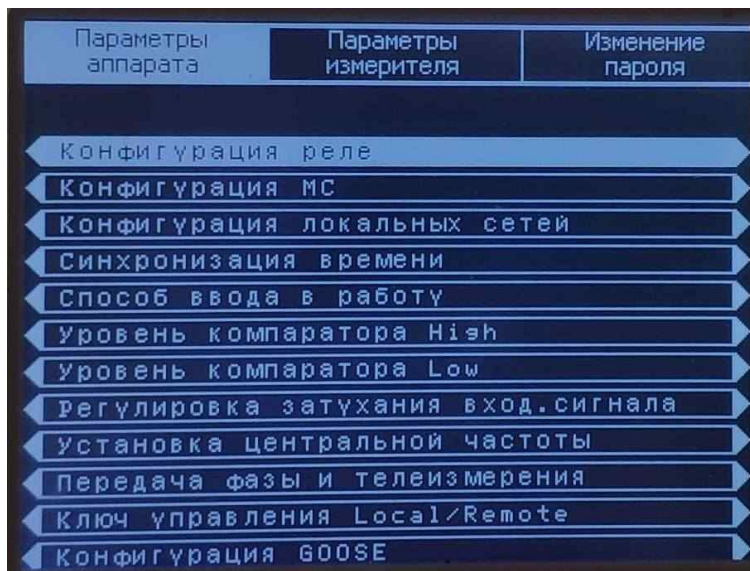 Параметры аппарата
Параметры измерителя
Изменение пароля
Конфигурация реле
Конфигурация МС
Конфигурация локальных сетей
Синхронизация времени
Способ ввода в работу
Уровень компаратора High
Уровень компаратора Low
Регулировка затухания вход.сигнала
Установка центральной частоты
Передача фазы и телеизмерения
Ключ управления Local/Remote
Конфигурация GOOSE